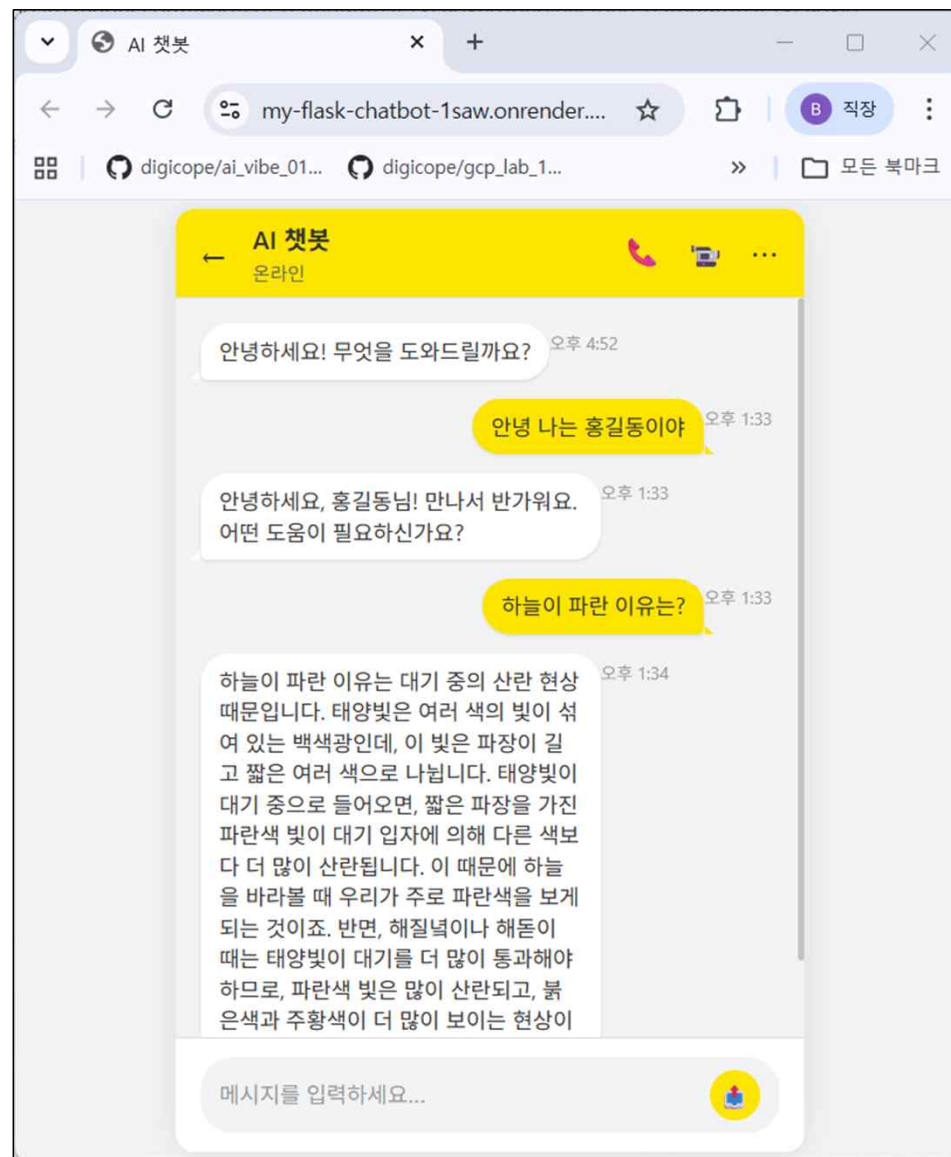 AI 챗봇
my-flask-chatbot-1saw.onrender....
B 직장
digicope/ai_vibe_01...
digicope/gcp_lab_1...
모든 북마크
AI 챗봇
온라인
안녕하세요! 무엇을 도와드릴까요?
오후 4:52
안녕 나는 홍길동이야
오후 1:33
안녕하세요, 홍길동님! 만나서 반가워요.
어떤 도움이 필요하신가요?
오후 1:33
하늘이 파란 이유는?
오후 1:33
하늘이 파란 이유는 대기 중의 산란 현상
때문입니다. 태양빛은 여러 색의 빛이 섞
여 있는 백색광인데, 이 빛은 파장이 길
고 짧은 여러 색으로 나뉩니다. 태양빛이
대기 중으로 들어오면, 짧은 파장을 가진
파란색 빛이 대기 입자에 의해 다른 색보
다 더 많이 산란됩니다. 이 때문에 하늘
을 바라볼 때 우리가 주로 파란색을 보게
되는 것이죠. 반면, 해질녘이나 해돋이
때는 태양빛이 대기를 더 많이 통과해야
하므로, 파란색 빛은 많이 산란되고, 붉
은색과 주황색이 더 많이 보이는 현상이
오후 1:34
메시지를 입력하세요...